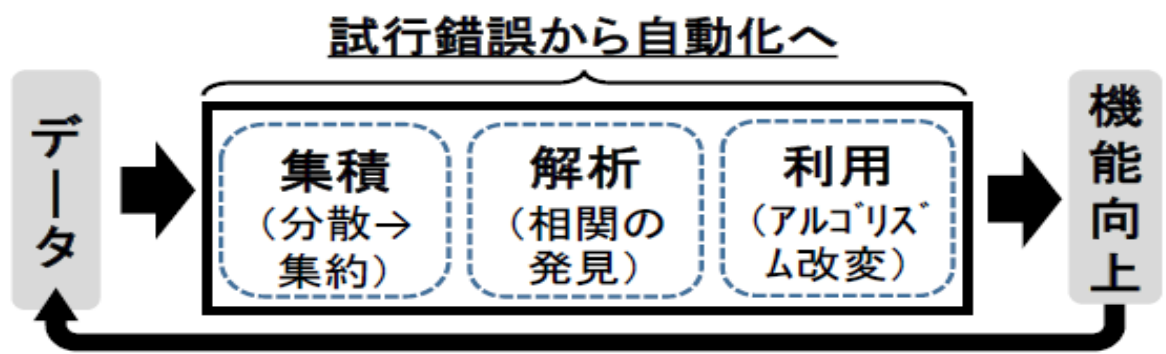 試行錯誤から自動化へ
データ
集積
(分散→
集約)
解析
(相関の
発見)
利用
(アルゴリズ
ム改変)
機能向上